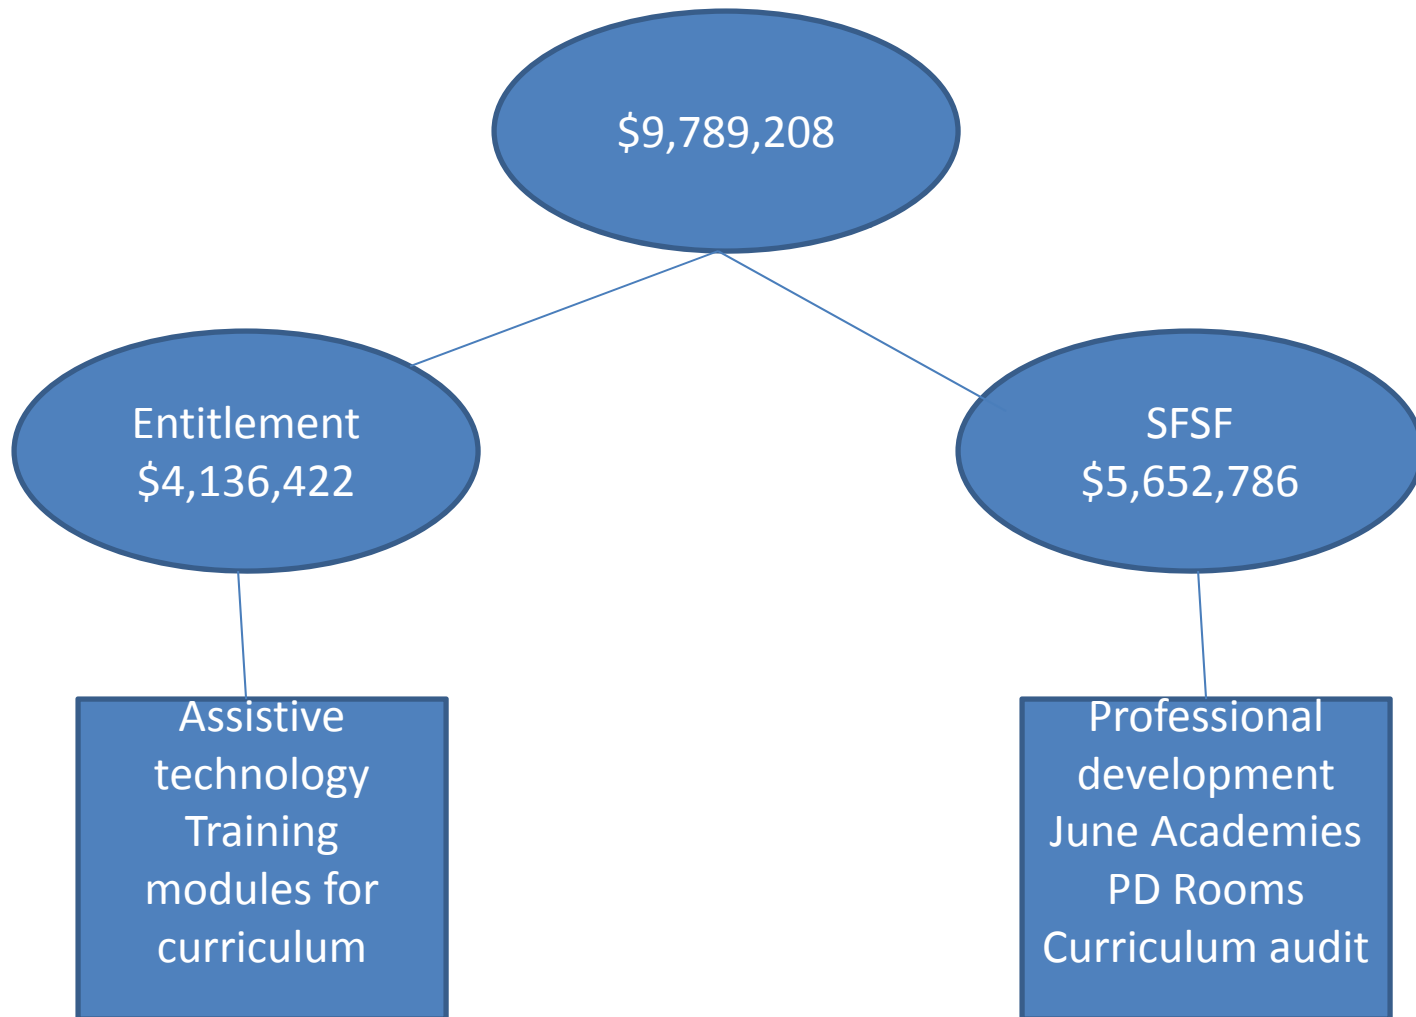 $9,789,208
Entitlement
$4,136,422
SFSF
$5,652,786
Assistive
technology
Training
modules for
curriculum
Professional
development
June Academies
PD Rooms
Curriculum audit